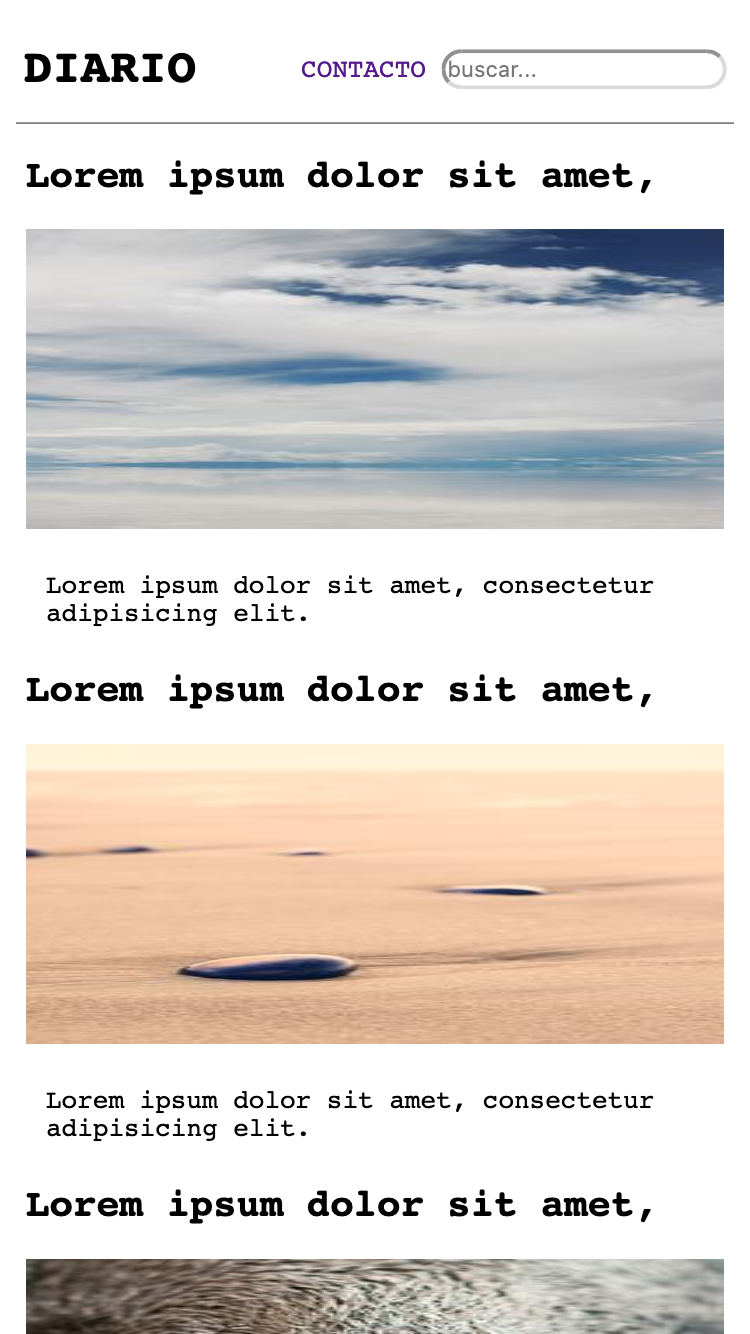 DIARIO
CONTACTO
buscar...
Lorem ipsum dolor sit amet,
Lorem ipsum dolor sit amet, consectetur
adipisicing elit.
Lorem ipsum dolor sit amet,
Lorem ipsum dolor sit amet, consectetur
adipisicing elit.
Lorem ipsum dolor sit amet,